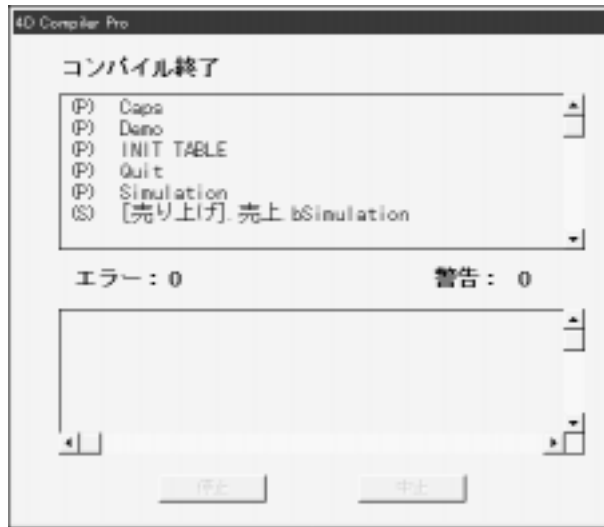 4D Compiler Pro
コンパイル終了
(P) Caps
(P) Demo
(P) INIT TABLE
(P) Quit
(P) Simulation
(S) [売り上げ]. 売上. bSimulation
エラー : 0 警告 : 0
停止 中止